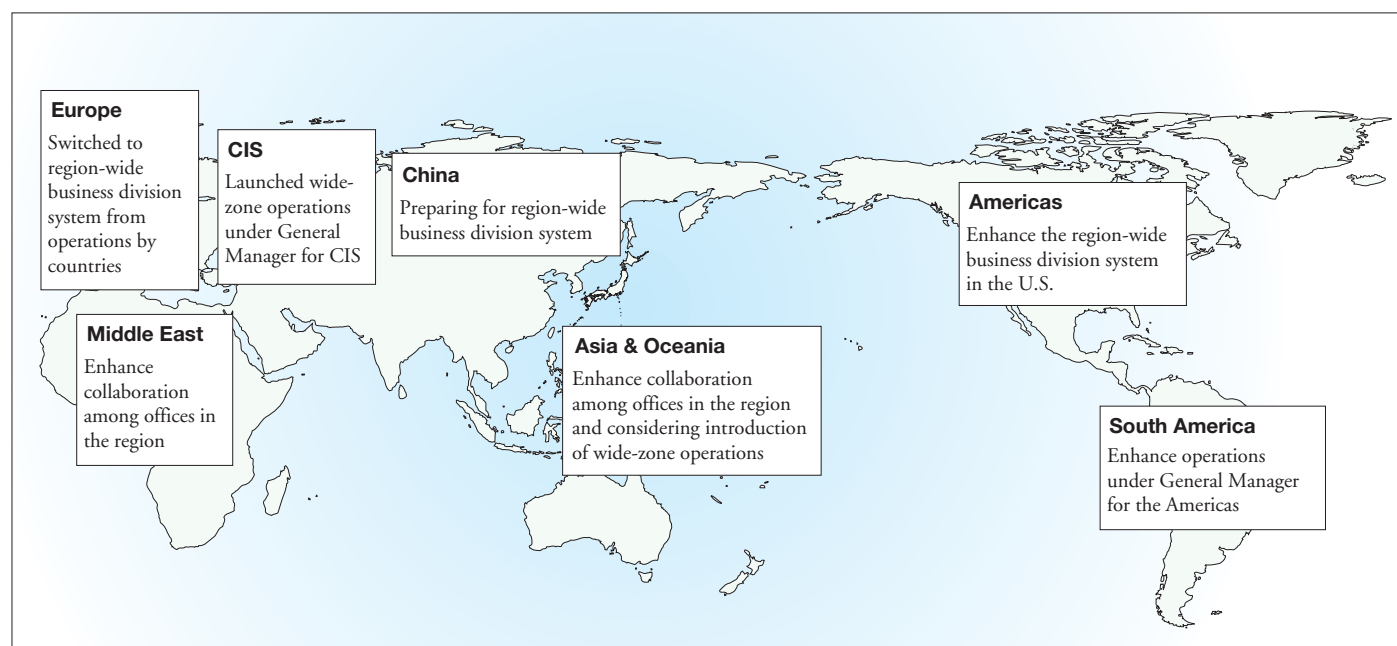 Europe
Switched to
region-wide
business division
system from
operations by
countries
CIS
Launched wide-
zone operations
under General
Manager for CIS
China
Preparing for region-wide
business division system
Americas
Enhance the region-wide
business division system
in the U.S.
Middle East
Enhance
collaboration
among offices in
the region
Asia & Oceania
Enhance collaboration
among offices in the region
and considering introduction
of wide-zone operations
South America
Enhance operations
under General Manager
for the Americas